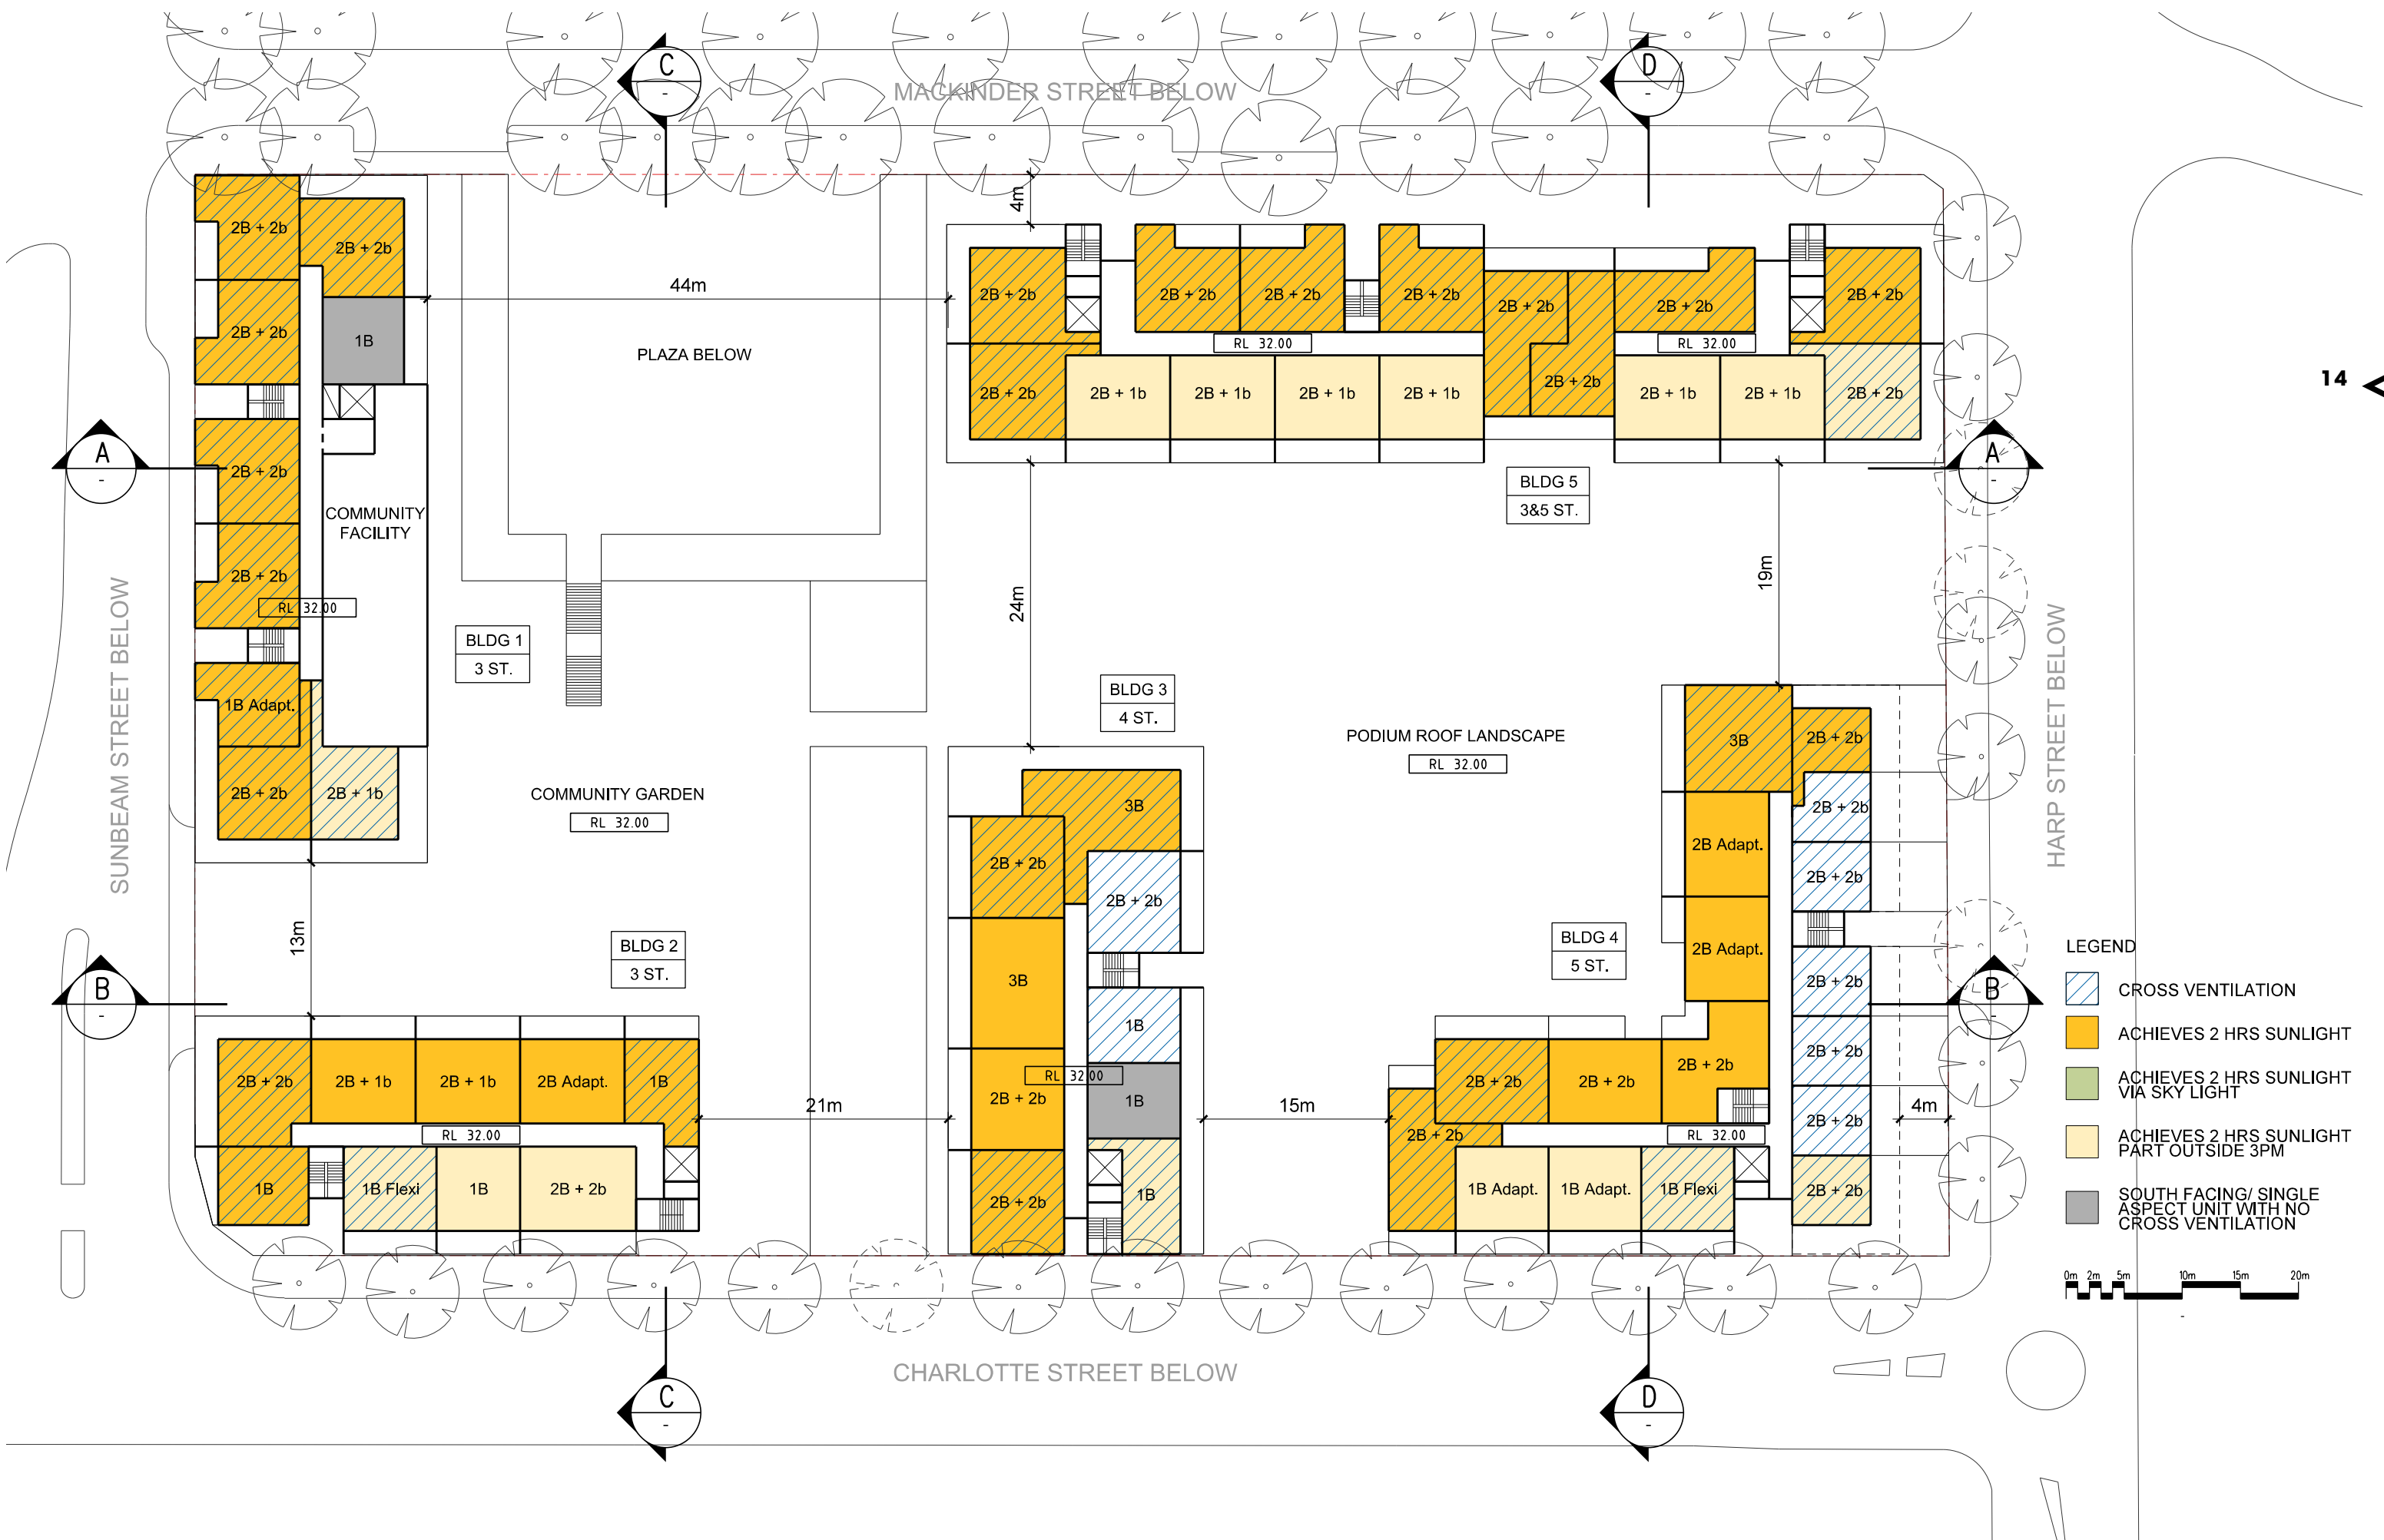 C
-
D
-
MACKINDER STREET BELOW
4m
2B + 2b
2B + 2b
2B + 2b
1B
44m
PLAZA BELOW
2B + 2b
2B + 2b
2B + 2b
2B + 2b
2B + 2b
2B + 2b
2B + 2b
RL 32.00
RL 32.00
2B + 2b
2B + 1b
2B + 1b
2B + 1b
2B + 1b
2B + 2b
2B + 1b
2B + 1b
2B + 2b
14
A
-
A
-
2B + 2b
COMMUNITY
FACILITY
2B + 2b
RL 32.00
BLDG 5
3&5 ST.
24m
19m
SUNBEAM STREET BELOW
HARP STREET BELOW
BLDG 1
3 ST.
1B Adapt.
2B + 2b
2B + 1b
BLDG 3
4 ST.
PODIUM ROOF LANDSCAPE
RL 32.00
COMMUNITY GARDEN
RL 32.00
3B
2B + 2b
2B + 2b
3B
2B + 2b
3B
2B + 2b
2B Adapt.
2B + 2b
2B Adapt.
13m
BLDG 2
3 ST.
BLDG 4
5 ST.
B
-
B
-
1B
2B + 2b
RL 32.00
2B + 2b
1B
1B
2B + 2b
2B + 2b
2B + 2b
2B + 1b
2B + 1b
2B Adapt.
1B
RL 32.00
1B
1B Flexi
1B
2B + 2b
21m
15m
2B + 2b
2B + 2b
2B + 2b
2B + 2b
2B + 2b
RL 32.00
1B Adapt.
1B Adapt.
1B Flexi
2B + 2b
4m
LEGEND
CROSS VENTILATION
ACHIEVES 2 HRS SUNLIGHT
ACHIEVES 2 HRS SUNLIGHT
VIA SKY LIGHT
ACHIEVES 2 HRS SUNLIGHT
PART OUTSIDE 3PM
SOUTH FACING/ SINGLE
ASPECT UNIT WITH NO
CROSS VENTILATION
0m 2m 5m 10m 15m 20m
-
CHARLOTTE STREET BELOW
C
-
D
-